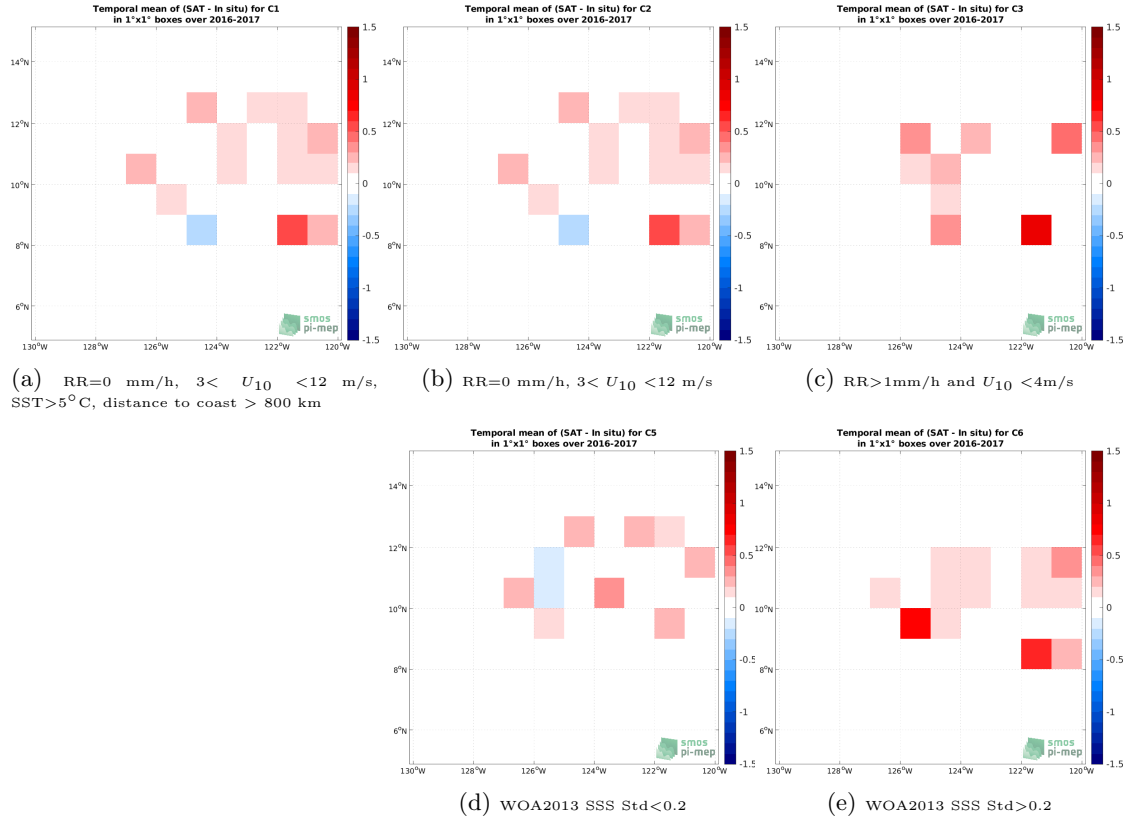 Temporal mean of (SAT - In situ) for C1
in 1°x1° boxes over 2016-2017
14°N
12°N
10°N
8°N
6°N
130°W 128°W 126°W 124°W 122°W 120°W
1.5
1
0.5
0
-0.5
-1
-1.5
smos
pi-mep
(a) RR=0 mm/h, 3< U10 <12 m/s,
SST>5°C, distance to coast > 800 km
Temporal mean of (SAT - In situ) for C2
in 1°x1° boxes over 2016-2017
14°N
12°N
10°N
8°N
6°N
130°W 128°W 126°W 124°W 122°W 120°W
1.5
1
0.5
0
-0.5
-1
-1.5
smos
pi-mep
(b) RR=0 mm/h, 3< U10 <12 m/s
Temporal mean of (SAT - In situ) for C3
in 1°x1° boxes over 2016-2017
14°N
12°N
10°N
8°N
6°N
130°W 128°W 126°W 124°W 122°W 120°W
1.5
1
0.5
0
-0.5
-1
-1.5
smos
pi-mep
(c) RR>1mm/h and U10 <4m/s
Temporal mean of (SAT - In situ) for C5
in 1°x1° boxes over 2016-2017
14°N
12°N
10°N
8°N
6°N
130°W 128°W 126°W 124°W 122°W 120°W
1.5
1
0.5
0
-0.5
-1
-1.5
smos
pi-mep
(d) WOA2013 SSS Std<0.2
Temporal mean of (SAT - In situ) for C6
in 1°x1° boxes over 2016-2017
14°N
12°N
10°N
8°N
6°N
130°W 128°W 126°W 124°W 122°W 120°W
1.5
1
0.5
0
-0.5
-1
-1.5
smos
pi-mep
(e) WOA2013 SSS Std>0.2